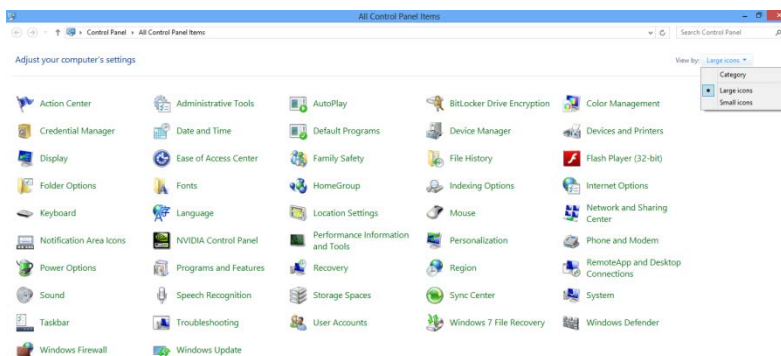 All Control Panel Items
Control Panel All Control Panel Items Search Control Panel
Adjust your computer's settings View by: Large icons
Category
Large icons
Small icons
Action Center Administrative Tools AutoPlay BitLocker Drive Encryption Color Management
Credential Manager Date and Time Default Programs Device Manager Devices and Printers
Display Ease of Access Center Family Safety File History Flash Player (32-bit)
Folder Options Fonts HomeGroup Indexing Options Internet Options
Keyboard Language Location Settings Mouse Network and Sharing
Center
Notification Area Icons NVIDIA Control Panel Performance Information
and Tools Personalization Phone and Modem
Power Options Programs and Features Recovery Region RemoteApp and Desktop
Connections
Sound Speech Recognition Storage Spaces Sync Center System
Taskbar Troubleshooting User Accounts Windows 7 File Recovery Windows Defender
Windows Firewall Windows Update